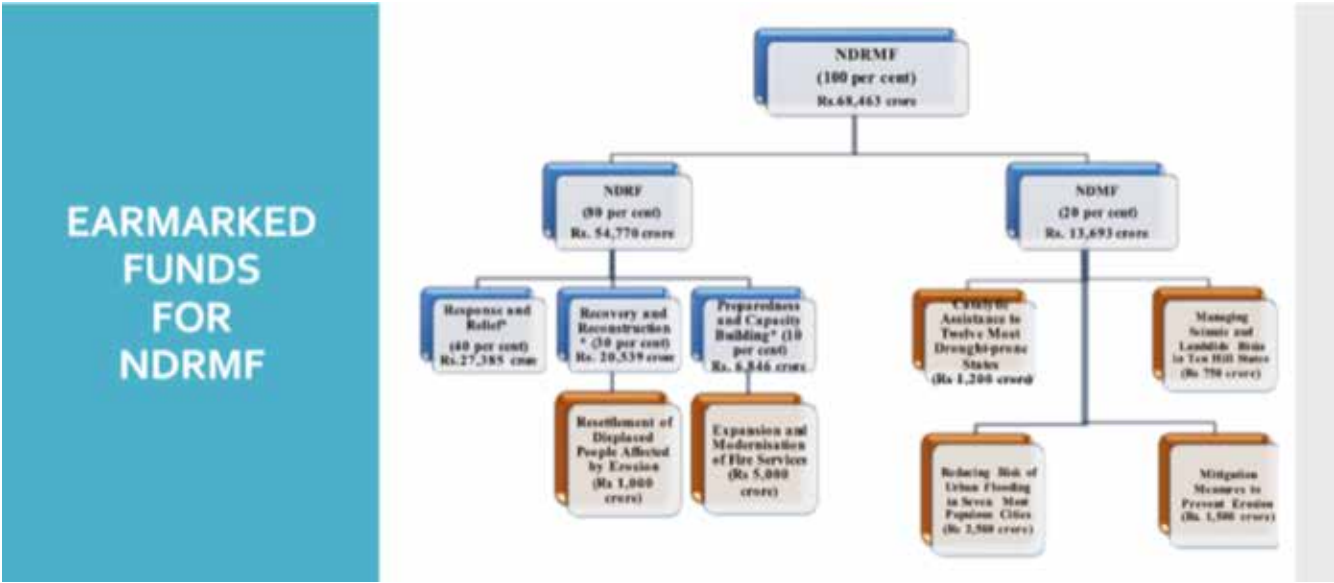 EARMARKED
FUNDS
FOR
NDRMF
NDRMF
(100 per cent)
Rs.68,463 crore
NDRF
(80 per cent)
Rs. 54,770 crore
NDMF
(20 per cent)
Rs. 13,693 crore
Response and
Relief*
(40 per cent)
Rs.27,385 crore
Recovery and
Reconstruction
* (30 per cent)
Rs. 20,539 crore
Preparedness
and Capacity
Building* (10
per cent)
Rs. 6,846 crore
Catalytic
Assistance to
Twelve Most
Drought-prone
States
(Rs 1,200 crore)
Managing
Seismic and
Landslide Risks
in Ten Hill States
(Rs 750 crore)
Resettlement of
Displaced
People Affected
by Erosion
(Rs 1,000
crore)
Expansion and
Modernisation
of Fire Services
(Rs 5,000
crore)
Reducing Risk of
Urban Flooding
in Seven Most
Populous Cities
(Rs 2,500 crore)
Mitigation
Measures to
Prevent Erosion
(Rs. 1,500 crore)